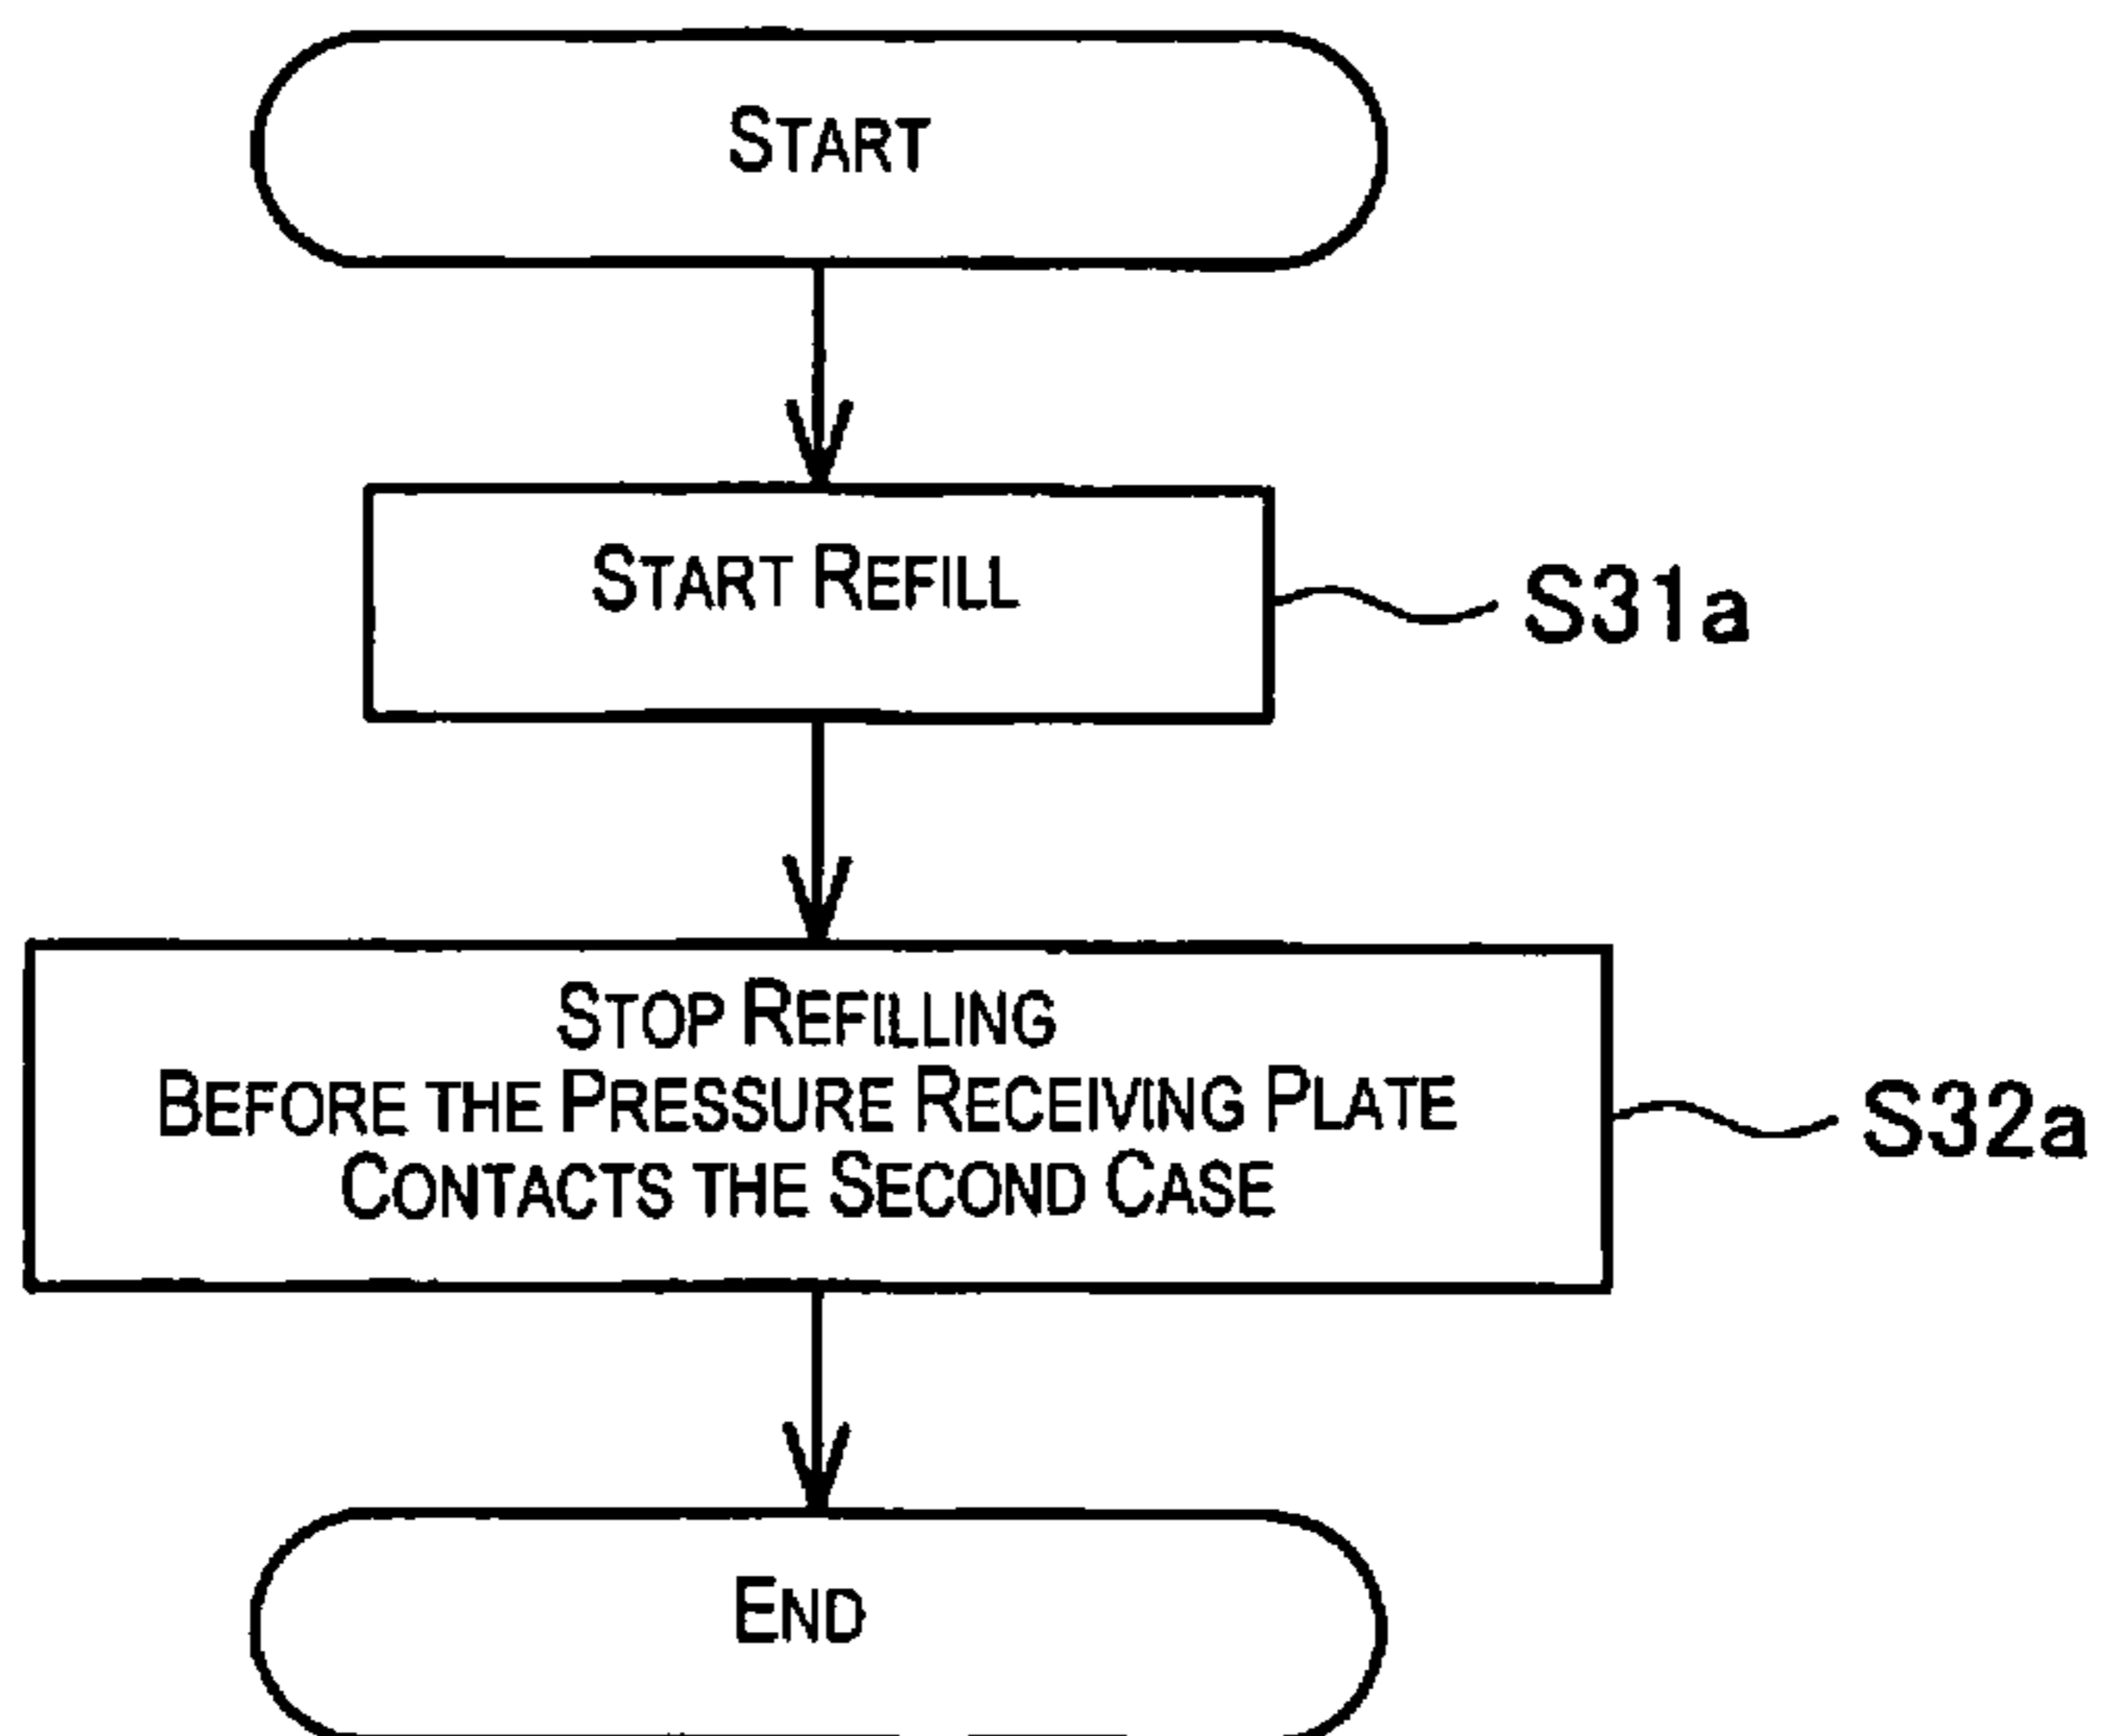 START
START REFILL
S31a
STOP REFILLING
BEFORE THE PRESSURE RECEIVING PLATE
CONTACTS THE SECOND CASE
S32a
END